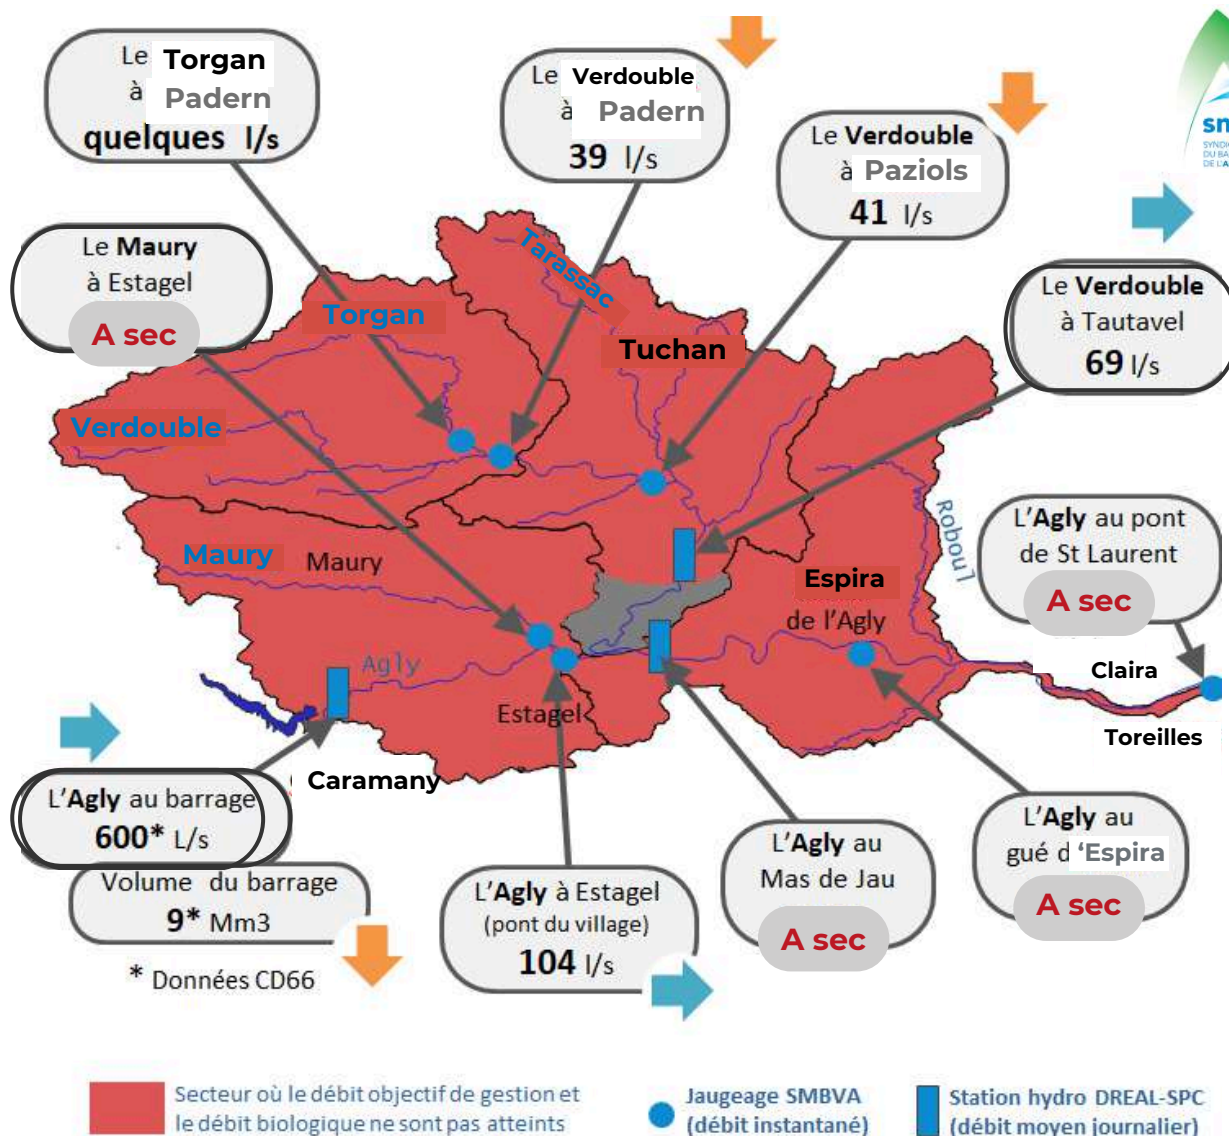 Le Torgan
à Padern
quelques l/s
Le Verdouble
à Padern
39 l/s
Le Verdouble
à Paziols
41 l/s
SYNDIC
DU BA
DE L'A
Le Maury
à Estagel
A sec
Le Verdouble
à Tautavel
69 l/s
Tarassac
Torgan
Tuchan
Verdouble
Maury
Maury
Agly
Estagel
Caramany
Espira
de l'Agly
Roboul
L'Agly au pont
de St Laurent
A sec
Claira
Toreilles
L'Agly au barrage
600* L/s
Volume du barrage
9* Mm3
* Données CD66
L'Agly à Estagel
(pont du village)
104 l/s
L'Agly au
Mas de Jau
A sec
L'Agly au
gué d 'Espira
A sec
Secteur où le débit objectif de gestion et
le débit biologique ne sont pas atteints
Jaugeage SMBVA
(débit instantané)
Station hydro DREAL-SPC
(débit moyen journalier)